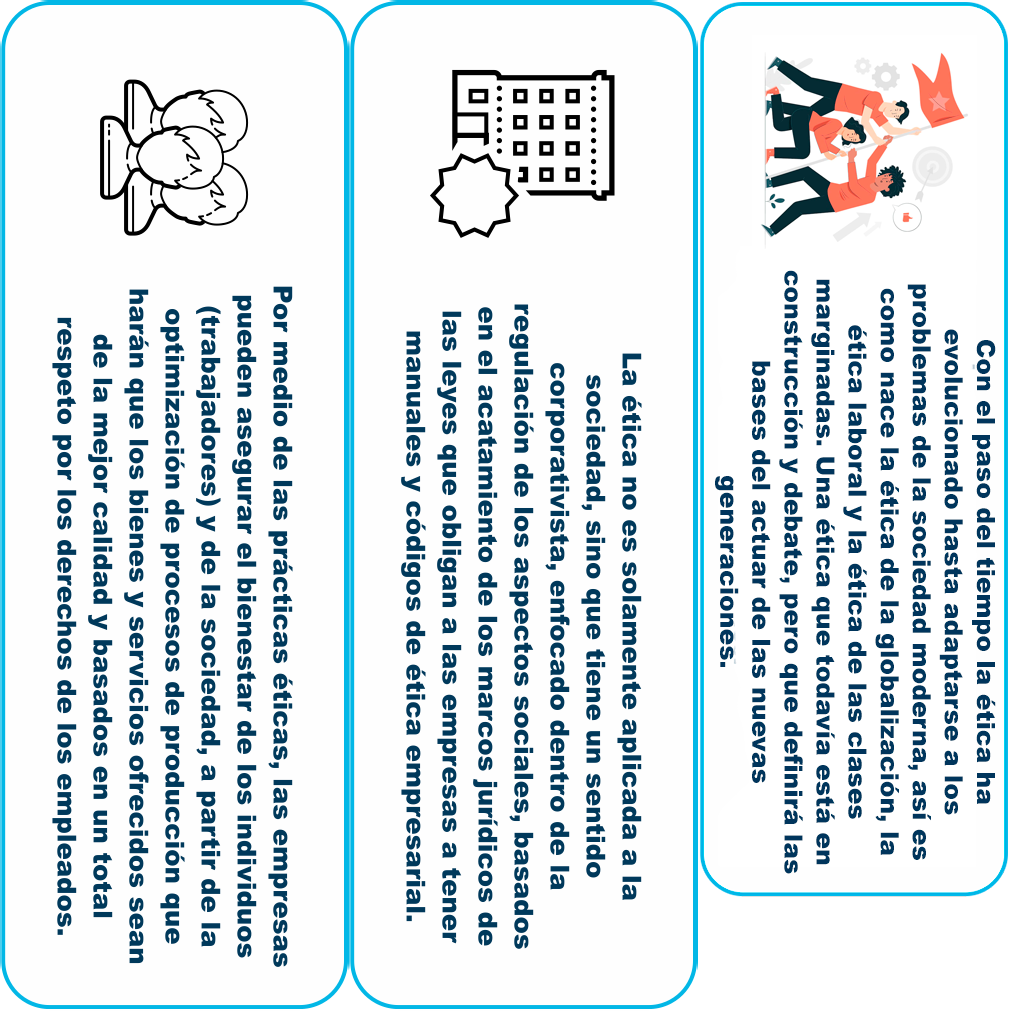 Con el paso del tiempo la ética ha
evolucionado hasta adaptarse a los
problemas de la sociedad moderna, así es
como nace la ética de la globalización, la
ética laboral y la ética de las clases
marginadas. Una ética que todavía está en
construcción y debate, pero que definirá las
bases del actuar de las nuevas
generaciones.
La ética no es solamente aplicada a la
sociedad, sino que tiene un sentido
corporativista, enfocado dentro de la
regulación de los aspectos sociales, basados
en el acatamiento de los marcos jurídicos de
las leyes que obligan a las empresas a tener
manuales y códigos de ética empresarial.
Por medio de las prácticas éticas, las empresas
pueden asegurar el bienestar de los individuos
(trabajadores) y de la sociedad, a partir de la
optimización de procesos de producción que
harán que los bienes y servicios ofrecidos sean
de la mejor calidad y basados en un total
respeto por los derechos de los empleados.